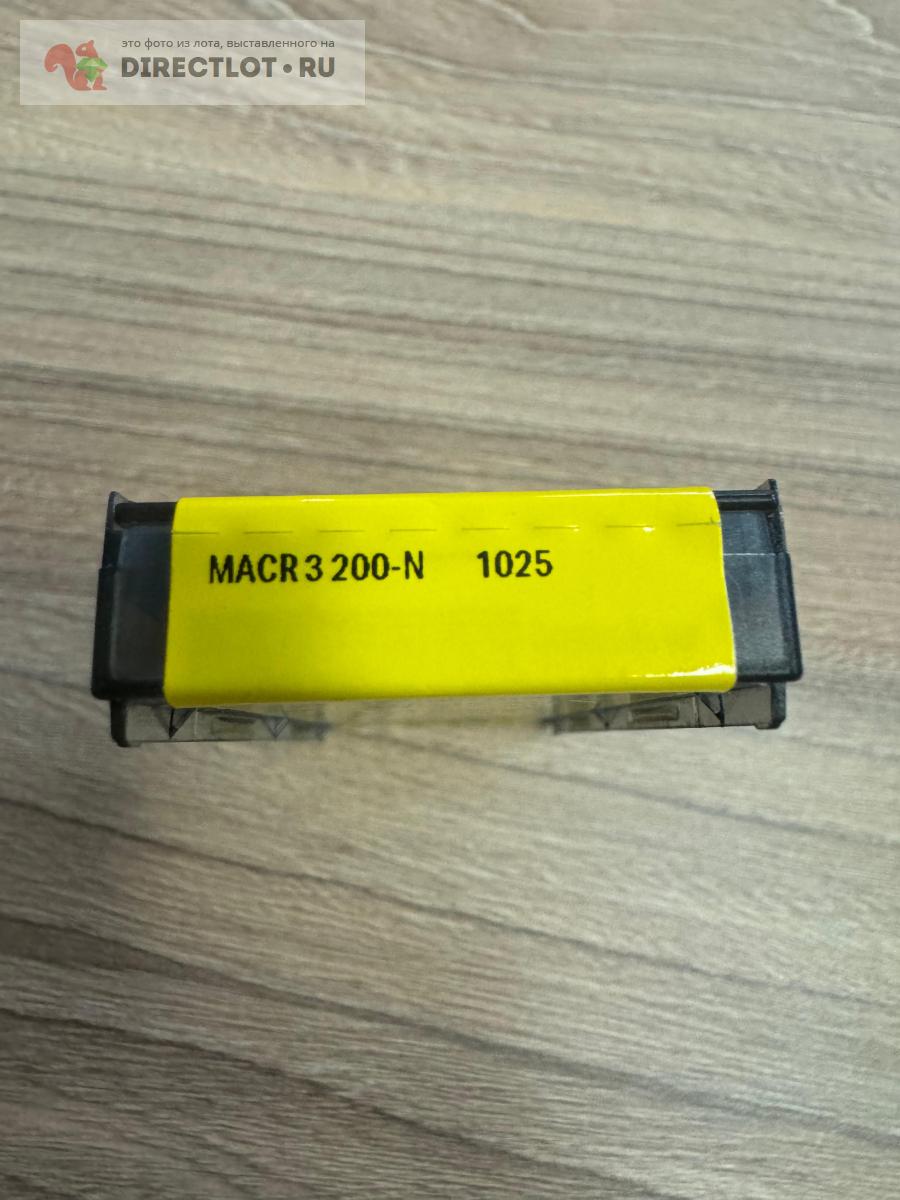 это фото из лота, выставленного на
DIRECTLOT•RU
MACR 3 200-N 1025